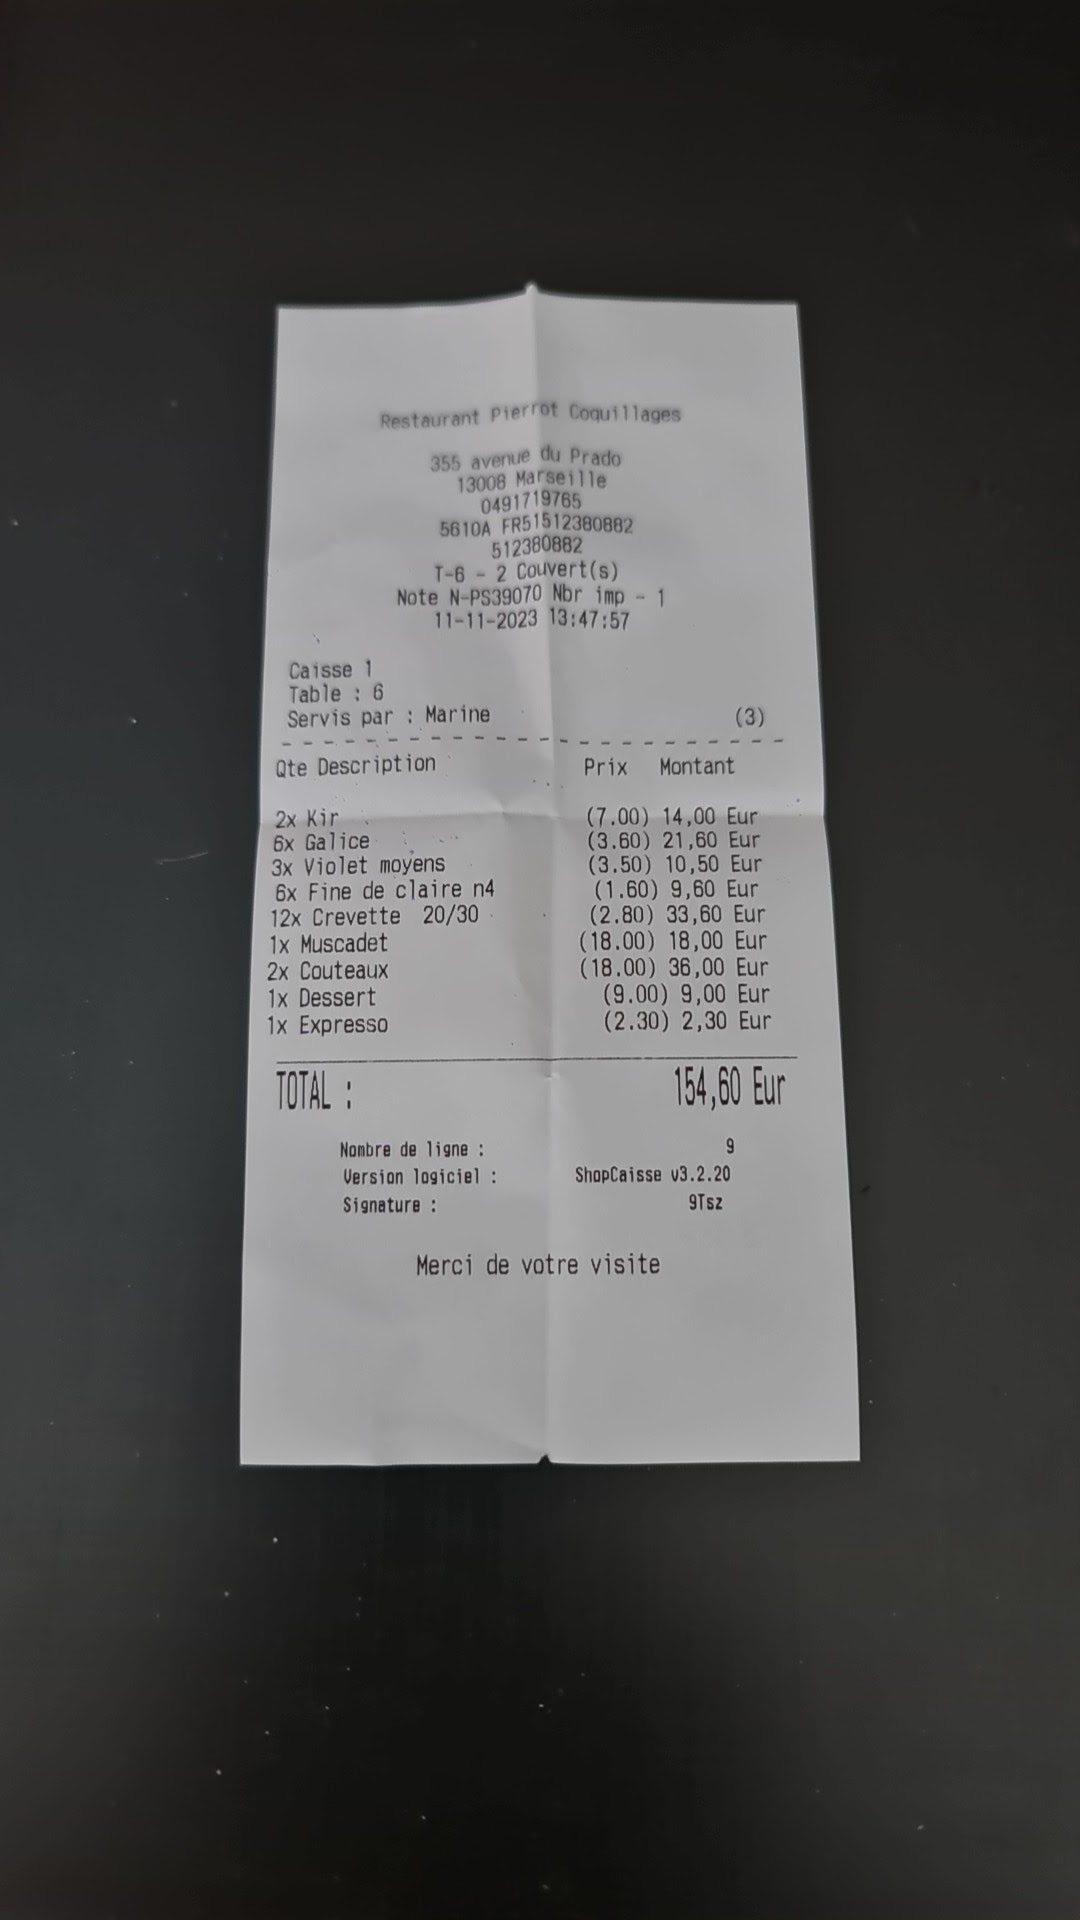 Restaurant Pierrot Coquillages
355 avenue du Prado
13008 Marseille
0491719765
5610A FR51512380882
512380882
T-6 - 2 Couvert(s)
Note N-PS39070 Nbr imp - 1
11-11-2023 13:47:57
Caisse 1
Table : 6
Servis par : Marine (3)
Qte Description Prix Montant
2x Kir (7.00) 14,00 Eur
6x Galice (3.60) 21,60 Eur
3x Violet moyens (3.50) 10,50 Eur
6x Fine de claire n4 (1.60) 9,60 Eur
12x Crevette 20/30 (2.80) 33,60 Eur
1x Muscadet (18.00) 18,00 Eur
2x Couteaux (18.00) 36,00 Eur
1x Dessert (9.00) 9,00 Eur
1x Expresso (2.30) 2,30 Eur
TOTAL : 154,60 Eur
Nombre de ligne : 9
Version logiciel : ShopCaisse v3.2.20
Signature : 9Tsz
Merci de votre visite